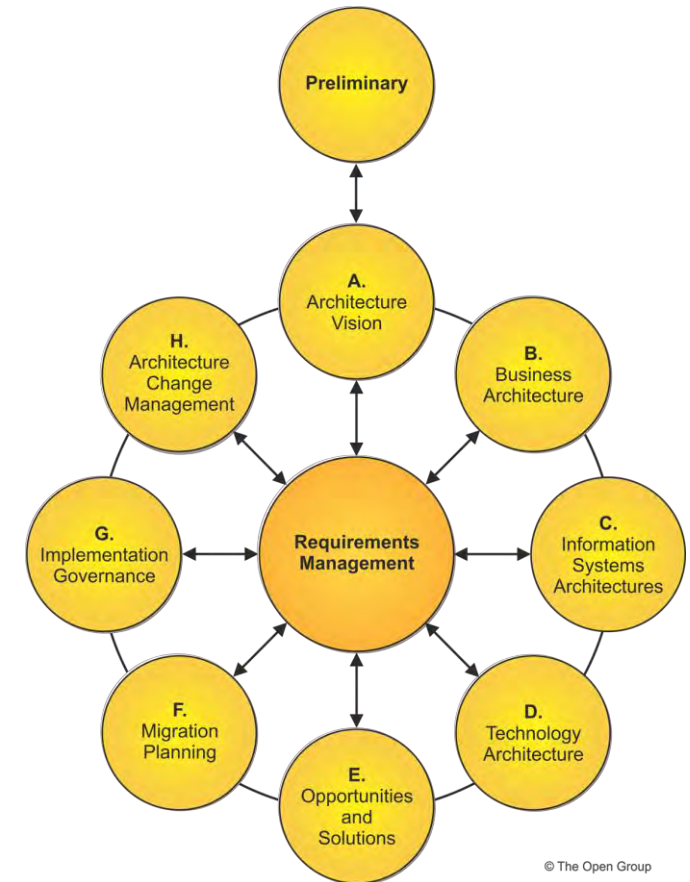 Preliminary
A.
Architecture
Vision
B.
Business
Architecture
C.
Information
Systems
Architectures
D.
Technology
Architecture
E.
Opportunities
and
Solutions
F.
Migration
Planning
G.
Implementation
Governance
H.
Architecture
Change
Management
Requirements
Management
© The Open Group